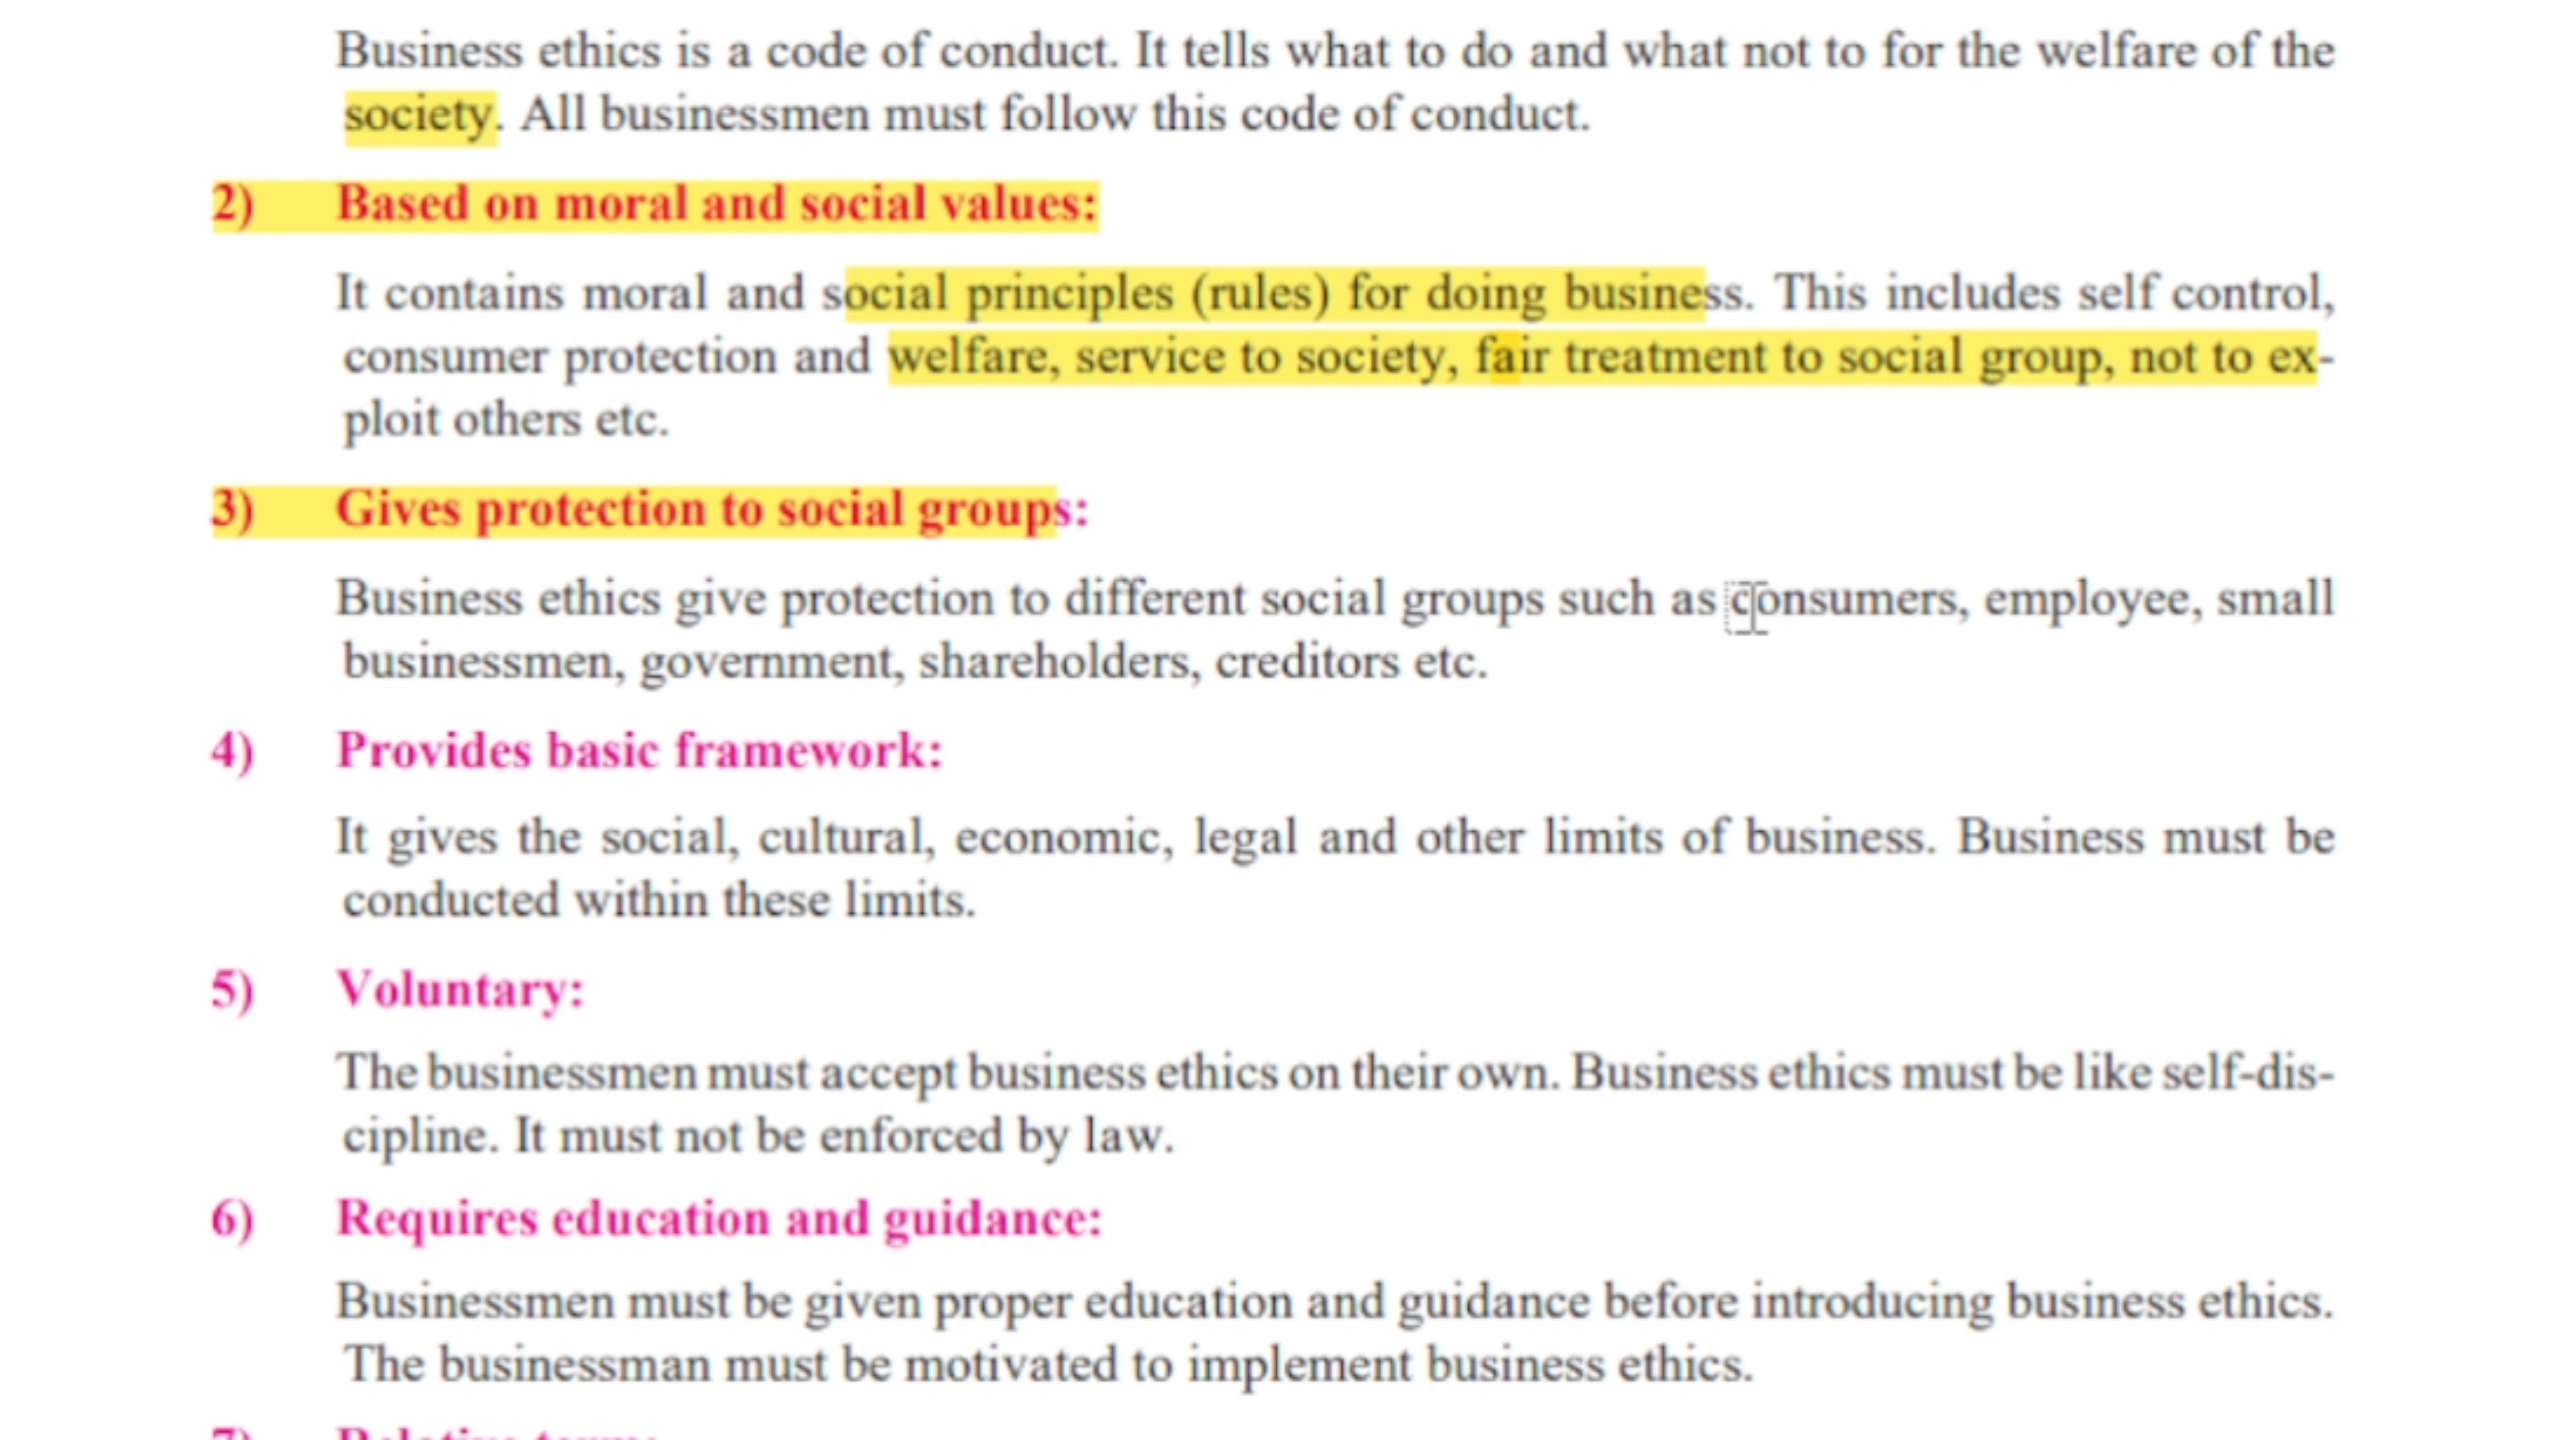 Business ethics is a code of conduct. It tells what to do and what not to for the welfare of the
society. All businessmen must follow this code of conduct.
2) Based on moral and social values:
It contains moral and social principles (rules) for doing business. This includes self control,
consumer protection and welfare, service to society, fair treatment to social group, not to ex-
ploit others etc.
3) Gives protection to social groups:
Business ethics give protection to different social groups such as consumers, employee, small
businessmen, government, shareholders, creditors etc.
4) Provides basic framework:
It gives the social, cultural, economic, legal and other limits of business. Business must be
conducted within these limits.
5) Voluntary:
The businessmen must accept business ethics on their own. Business ethics must be like self-dis-
cipline. It must not be enforced by law.
6) Requires education and guidance:
Businessmen must be given proper education and guidance before introducing business ethics.
The businessman must be motivated to implement business ethics.
7) Relative term: